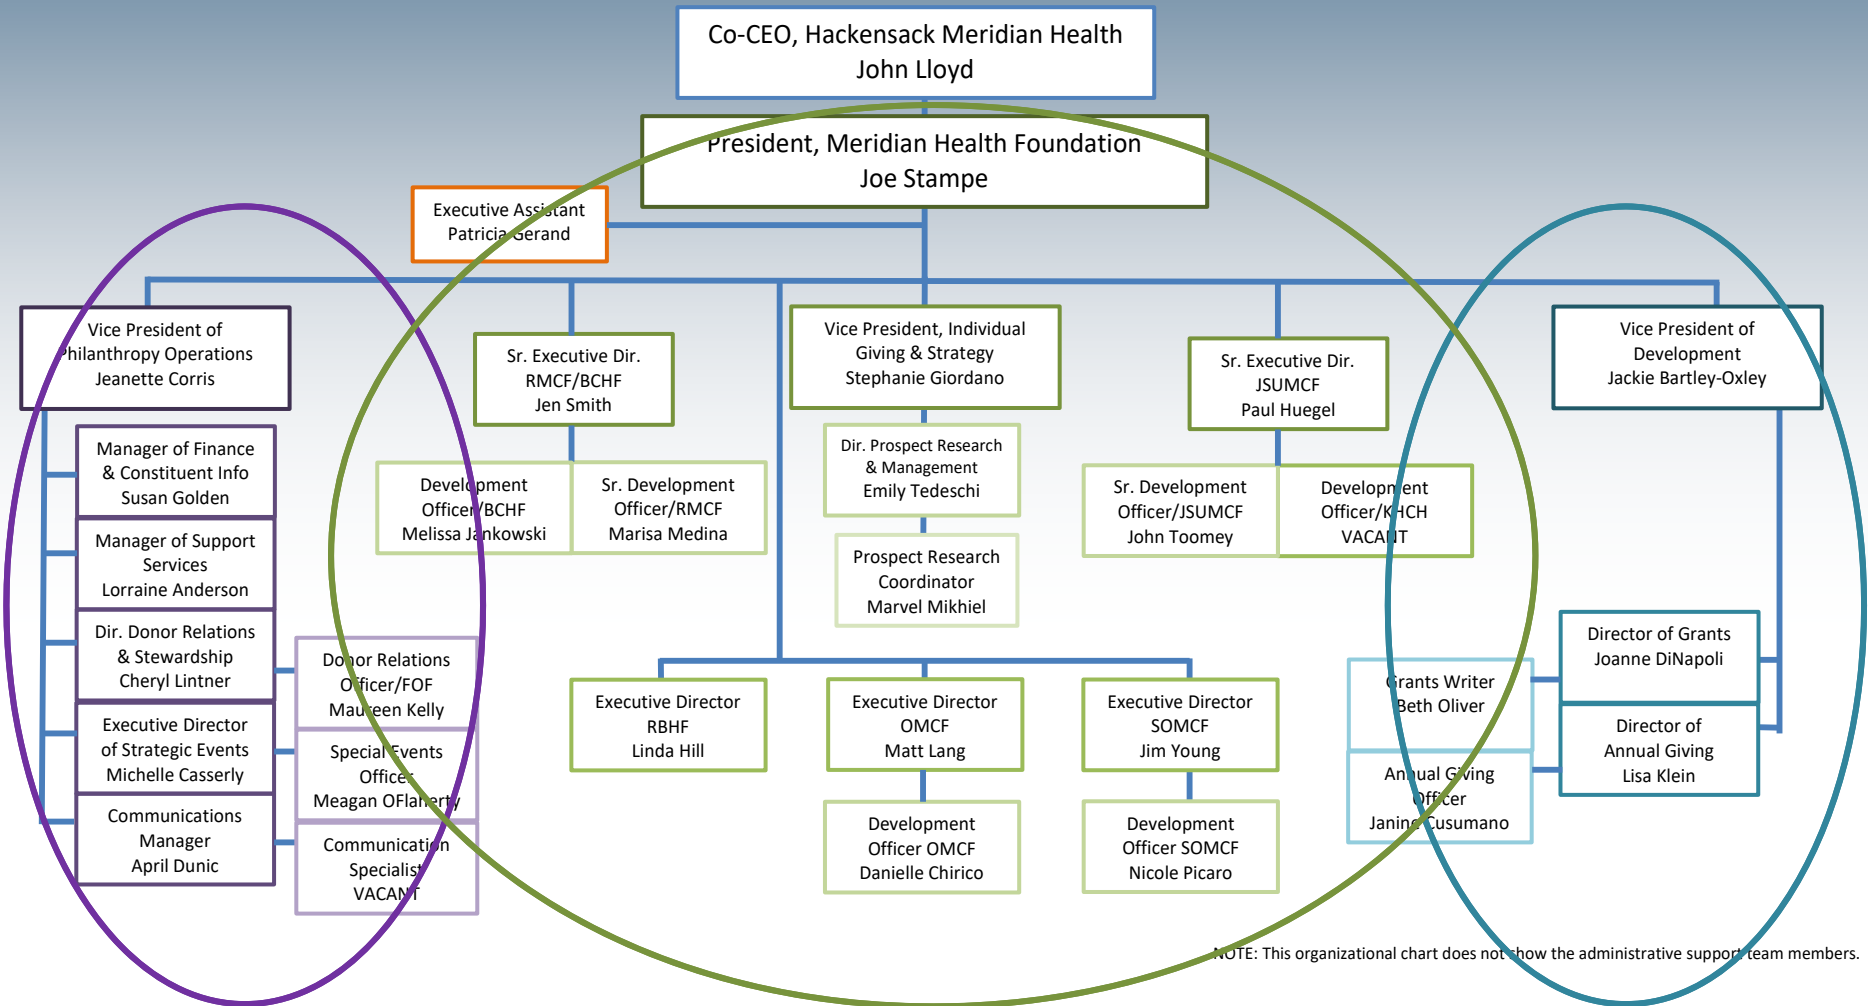 Co-CEO, Hackensack Meridian Health
John Lloyd
President, Meridian Health Foundation
Joe Stampe
Executive Assistant
Patricia Gerand
Vice President of
Philanthropy Operations
Jeanette Corris
Sr. Executive Dir.
RMCF/BCHF
Jen Smith
Vice President, Individual
Giving & Strategy
Stephanie Giordano
Sr. Executive Dir.
JSUMCF
Paul Huegel
Vice President of
Development
Jackie Bartley-Oxley
Manager of Finance
& Constituent Info
Susan Golden
Manager of Support
Services
Lorraine Anderson
Dir. Donor Relations
& Stewardship
Cheryl Lintner
Executive Director
of Strategic Events
Michelle Casserly
Communications
Manager
April Dunic
Donor Relations
Officer/FOF
Maureen Kelly
Special Events
Officer
Meagan OFlaherty
Communication
Specialist
VACANT
Development
Officer/BCHF
Melissa Jankowski
Sr. Development
Officer/RMCF
Marisa Medina
Dir. Prospect Research
& Management
Emily Tedeschi
Prospect Research
Coordinator
Marvel Mikhiel
Sr. Development
Officer/JSUMCF
John Toomey
Development
Officer/KHCH
VACANT
Executive Director
RBHF
Linda Hill
Executive Director
OMCF
Matt Lang
Executive Director
SOMCF
Jim Young
Development
Officer OMCF
Danielle Chirico
Development
Officer SOMCF
Nicole Picaro
Director of Grants
Joanne DiNapoli
Grants Writer
Beth Oliver
Director of
Annual Giving
Lisa Klein
Annual Giving
Officer
Janine Cusumano
NOTE: This organizational chart does not show the administrative support team members.